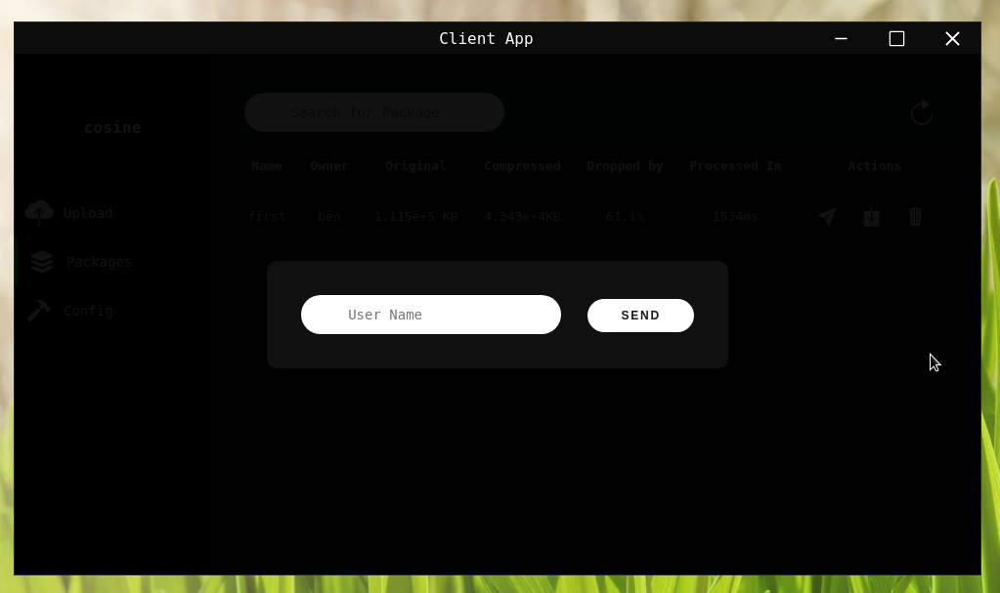 Client App
cosine
Search for Package
Name Owner Original Compressed Dropped by Processed In Actions
first ben 1.115e+5 KB 4.343e+4KB 61.1% 1534ms
Upload
Packages
Config
User Name SEND